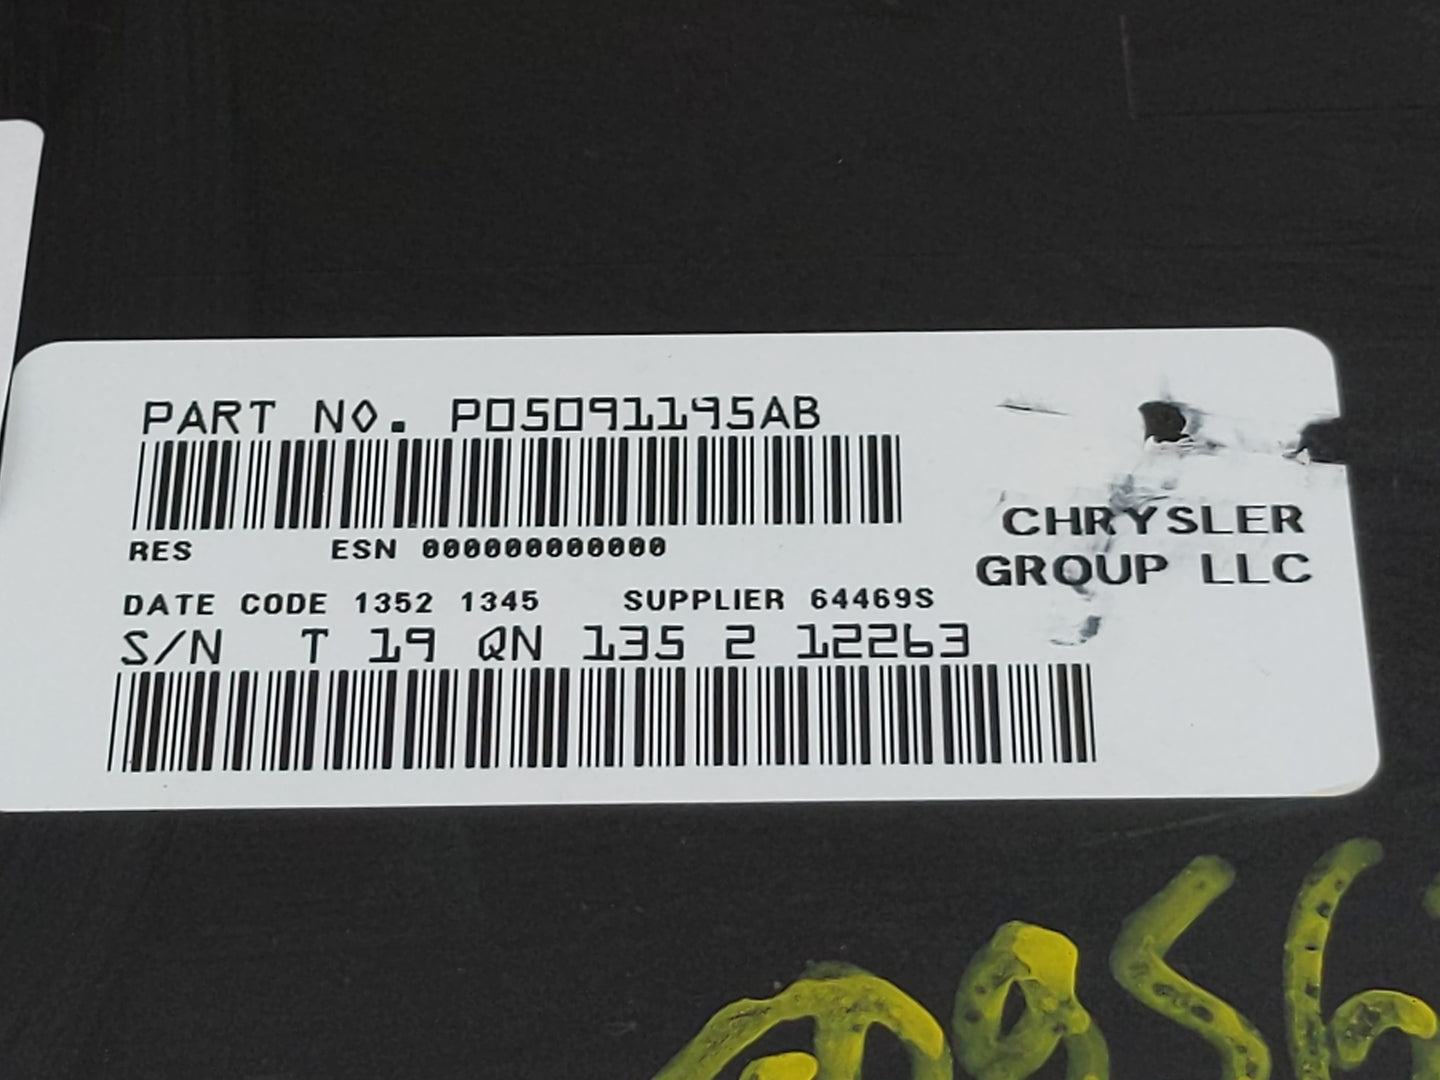 PART NO. P05091195AB
RES ESN 000000000000
DATE CODE 1352 1345 SUPPLIER 64469S
S/N T 19 QN 135 2 12263
CHRYSLER
GROUP LLC